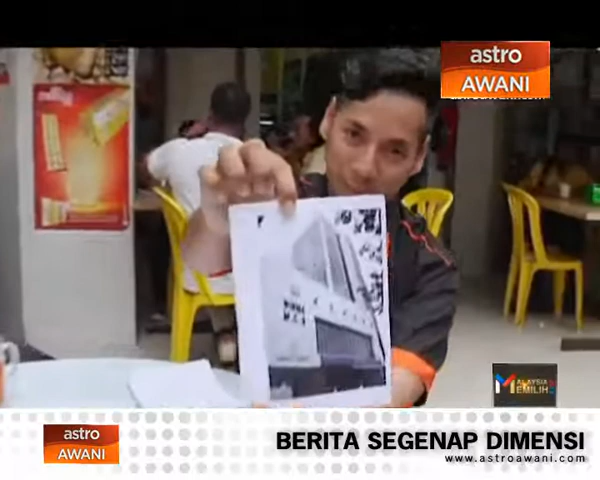 astro
AWANI
MALAYSIA
MEMILIH
astro
AWANI
BERITA SEGENAP DIMENSI
www.astroawani.com